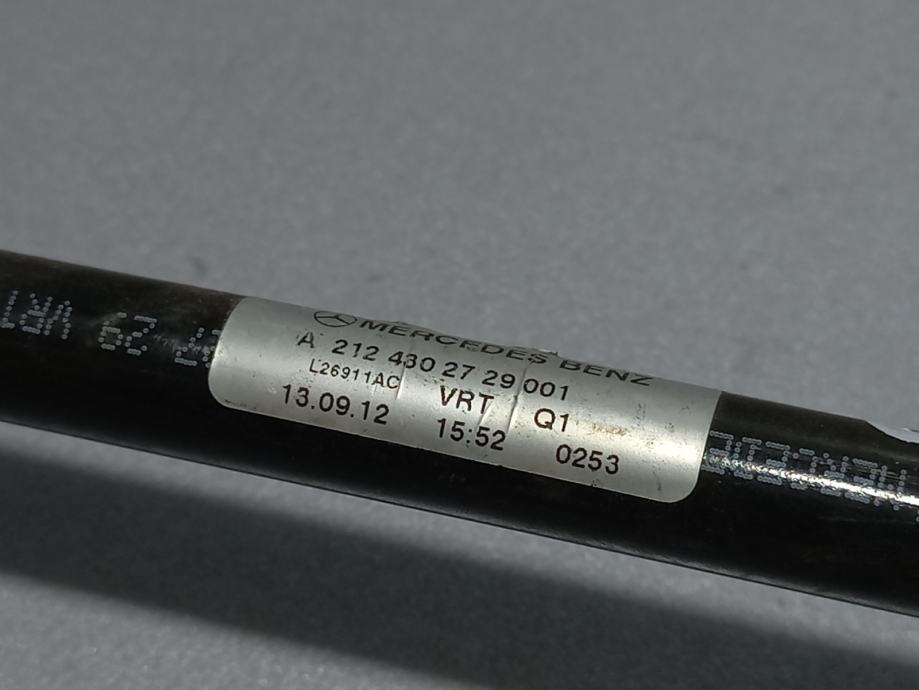 MERCEDES BENZ
A 212 430 27 29 001
L26911AC VRT Q1
13.09.12 15:52 0253